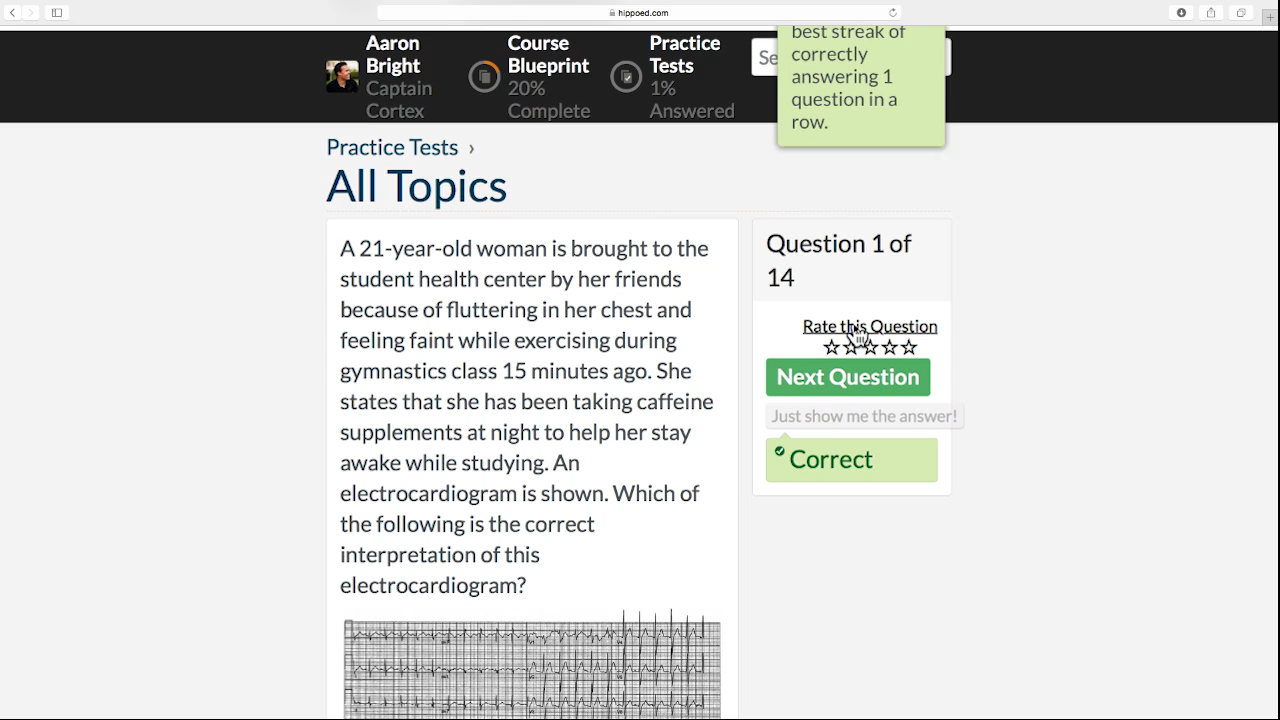 hippoed.com
Aaron
Bright
Captain
Cortex
Course
Blueprint
20%
Complete
Practice
Tests
1%
Answered
Se
best streak of
correctly
answering 1
question in a
row.
Practice Tests ›
All Topics
A 21-year-old woman is brought to the
student health center by her friends
because of fluttering in her chest and
feeling faint while exercising during
gymnastics class 15 minutes ago. She
states that she has been taking caffeine
supplements at night to help her stay
awake while studying. An
electrocardiogram is shown. Which of
the following is the correct
interpretation of this
electrocardiogram?
Question 1 of
14
Rate this Question
Next Question
Just show me the answer!
Correct